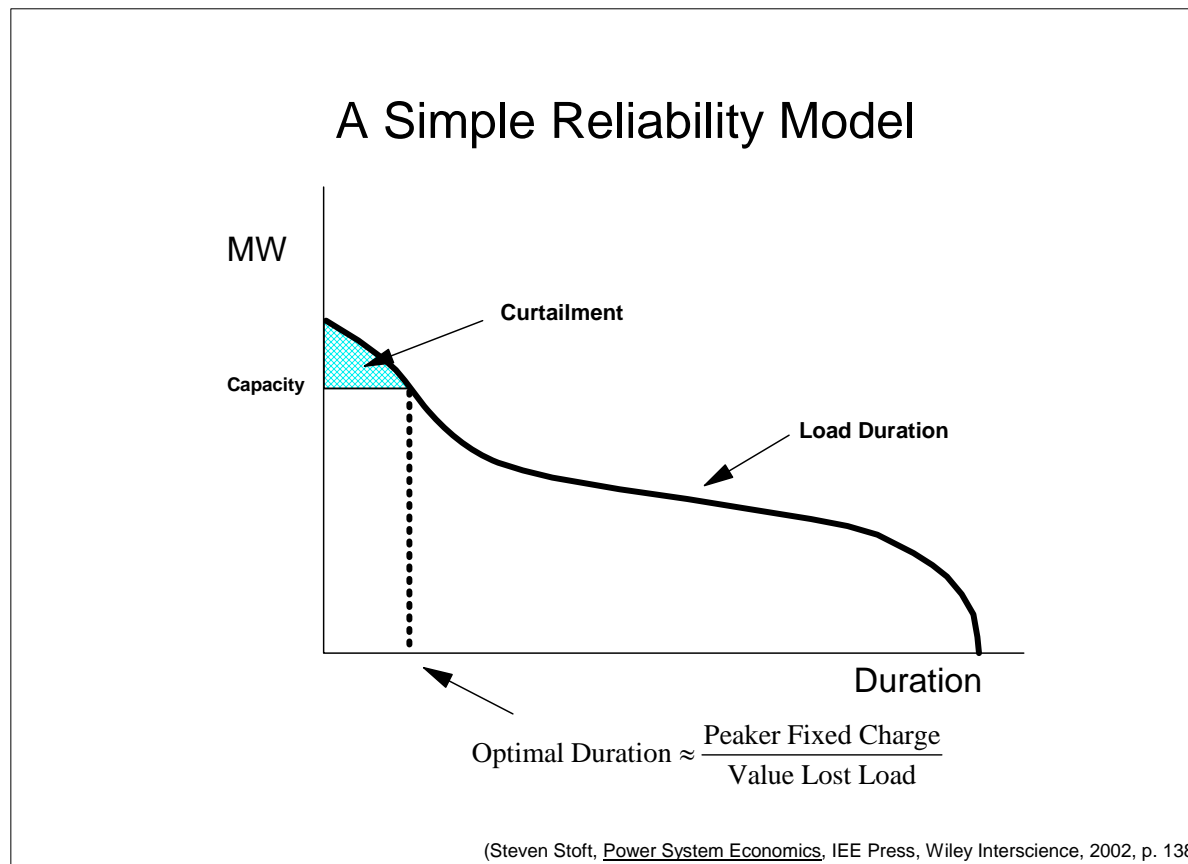 A Simple Reliability Model
MW
Curtailment
Capacity
Load Duration
Duration
Optimal Duration ≈ Peaker Fixed Charge
Value Lost Load
(Steven Stoft, Power System Economics, IEE Press, Wiley Interscience, 2002, p. 138